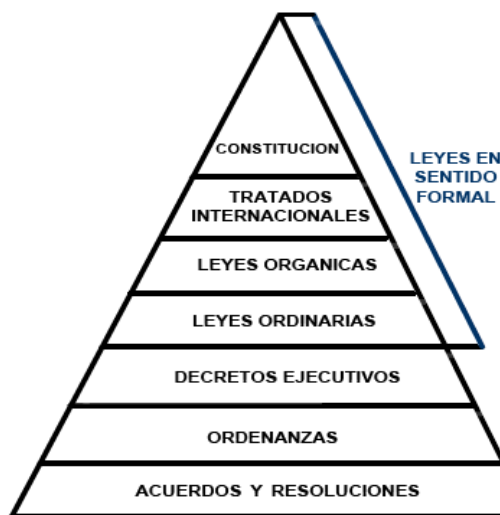 CONSTITUCION
LEYES EN
SENTIDO
FORMAL
TRATADOS
INTERNACIONALES
LEYES ORGANICAS
LEYES ORDINARIAS
DECRETOS EJECUTIVOS
ORDENANZAS
ACUERDOS Y RESOLUCIONES